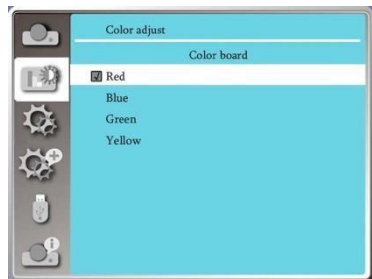 Color adjust
Color board
Red
Blue
Green
Yellow